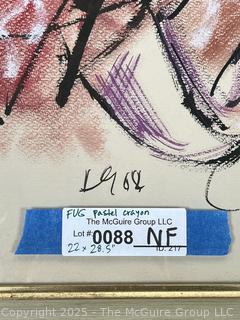 FUG pastel crayon
The McGuire Group LLC
Lot #: 0088 NF
22 x 28.5"
ID: 217
Copyright 2025 - The McGuire Group LLC